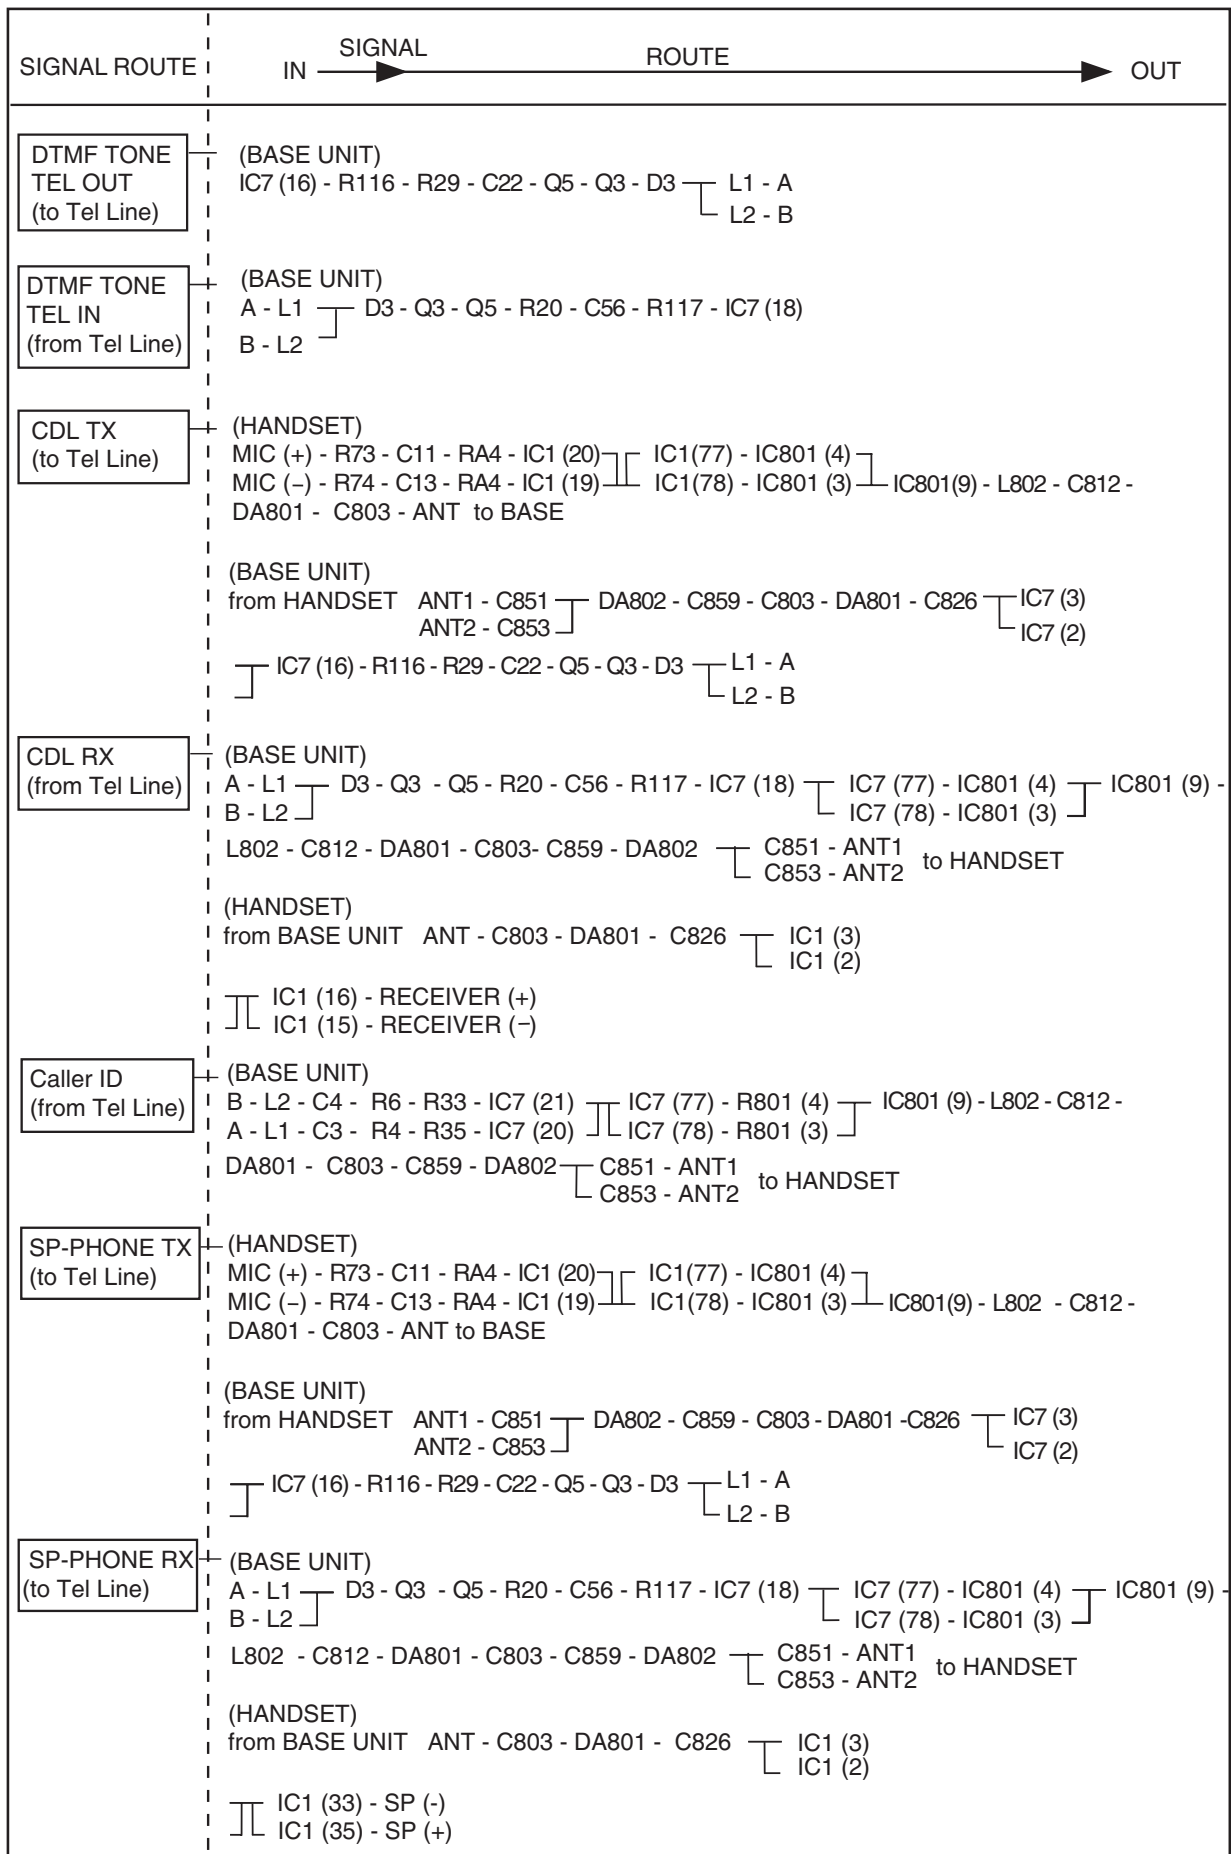 SIGNAL ROUTE IN SIGNAL ROUTE OUT
DTMF TONE
TEL OUT
(to Tel Line)
(BASE UNIT)
IC7 (16) - R116 - R29 - C22 - Q5 - Q3 - D3 L1 - A
L2 - B
DTMF TONE
TEL IN
(from Tel Line)
(BASE UNIT)
A - L1 D3 - Q3 - Q5 - R20 - C56 - R117 - IC7 (18)
B - L2
CDL TX
(to Tel Line)
(HANDSET)
MIC (+) - R73 - C11 - RA4 - IC1 (20) IC1(77) - IC801 (4)
MIC (−) - R74 - C13 - RA4 - IC1 (19) IC1(78) - IC801 (3) IC801(9) - L802 - C812 -
DA801 - C803 - ANT to BASE
(BASE UNIT)
from HANDSET ANT1 - C851 DA802 - C859 - C803 - DA801 - C826 IC7 (3)
ANT2 - C853 IC7 (2)
IC7 (16) - R116 - R29 - C22 - Q5 - Q3 - D3 L1 - A
L2 - B
CDL RX
(from Tel Line)
(BASE UNIT)
A - L1 D3 - Q3 - Q5 - R20 - C56 - R117 - IC7 (18) IC7 (77) - IC801 (4) IC801 (9) -
B - L2 IC7 (78) - IC801 (3)
L802 - C812 - DA801 - C803- C859 - DA802 C851 - ANT1
C853 - ANT2 to HANDSET
(HANDSET)
from BASE UNIT ANT - C803 - DA801 - C826 IC1 (3)
IC1 (2)
IC1 (16) - RECEIVER (+)
IC1 (15) - RECEIVER (−)
Caller ID
(from Tel Line)
(BASE UNIT)
B - L2 - C4 - R6 - R33 - IC7 (21) IC7 (77) - R801 (4) IC801 (9) - L802 - C812 -
A - L1 - C3 - R4 - R35 - IC7 (20) IC7 (78) - R801 (3)
DA801 - C803 - C859 - DA802 C851 - ANT1
C853 - ANT2 to HANDSET
SP-PHONE TX
(to Tel Line)
(HANDSET)
MIC (+) - R73 - C11 - RA4 - IC1 (20) IC1(77) - IC801 (4)
MIC (−) - R74 - C13 - RA4 - IC1 (19) IC1(78) - IC801 (3) IC801(9) - L802 - C812 -
DA801 - C803 - ANT to BASE
(BASE UNIT)
from HANDSET ANT1 - C851 DA802 - C859 - C803 - DA801 -C826 IC7 (3)
ANT2 - C853 IC7 (2)
IC7 (16) - R116 - R29 - C22 - Q5 - Q3 - D3 L1 - A
L2 - B
SP-PHONE RX
(to Tel Line)
(BASE UNIT)
A - L1 D3 - Q3 - Q5 - R20 - C56 - R117 - IC7 (18) IC7 (77) - IC801 (4) IC801 (9) -
B - L2 IC7 (78) - IC801 (3)
L802 - C812 - DA801 - C803 - C859 - DA802 C851 - ANT1
C853 - ANT2 to HANDSET
(HANDSET)
from BASE UNIT ANT - C803 - DA801 - C826 IC1 (3)
IC1 (2)
IC1 (33) - SP (-)
IC1 (35) - SP (+)